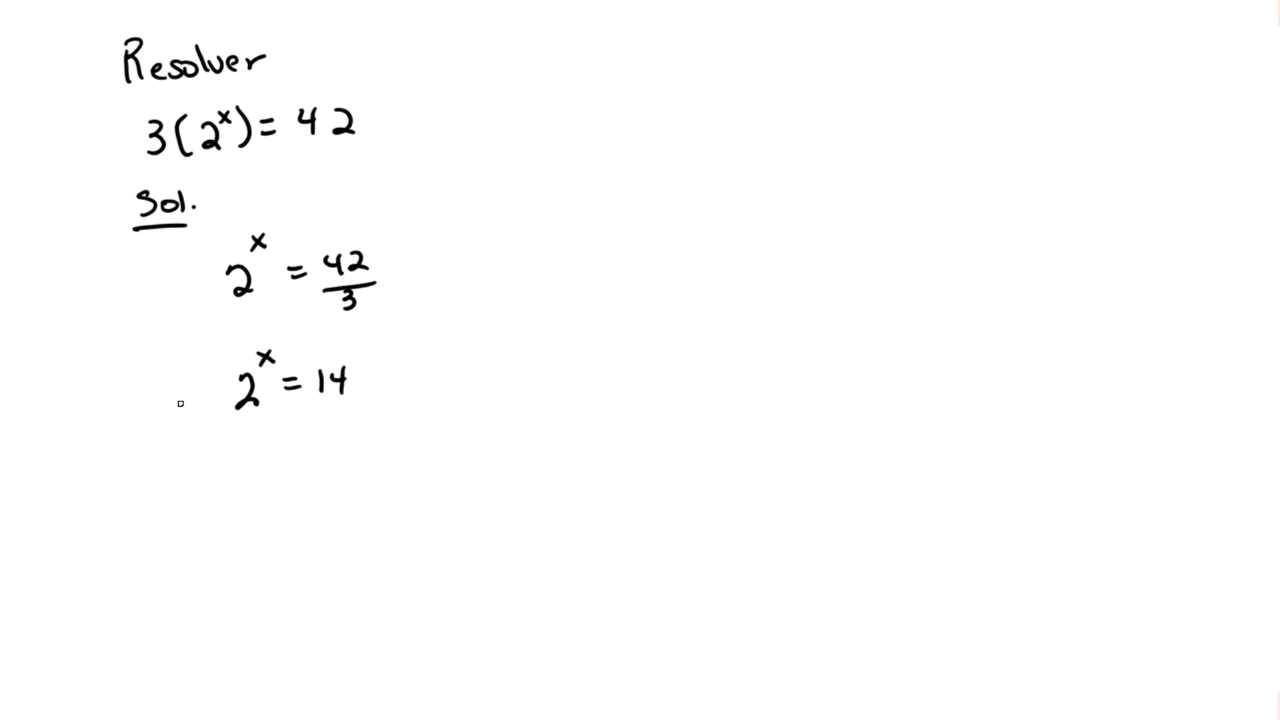 Resolver
3(2^x) = 42
Sol.
2^x = 42/3
2^x = 14